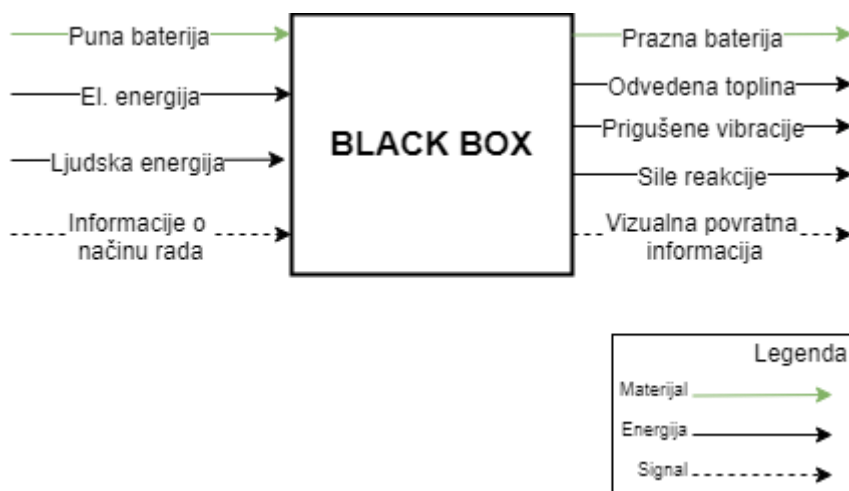 Puna baterija
El. energija
Ljudska energija
Informacije o
načinu rada
BLACK BOX
Prazna baterija
Odvedena toplina
Prigušene vibracije
Sile reakcije
Vizualna povratna
informacija
Legenda
Materijal
Energija
Signal